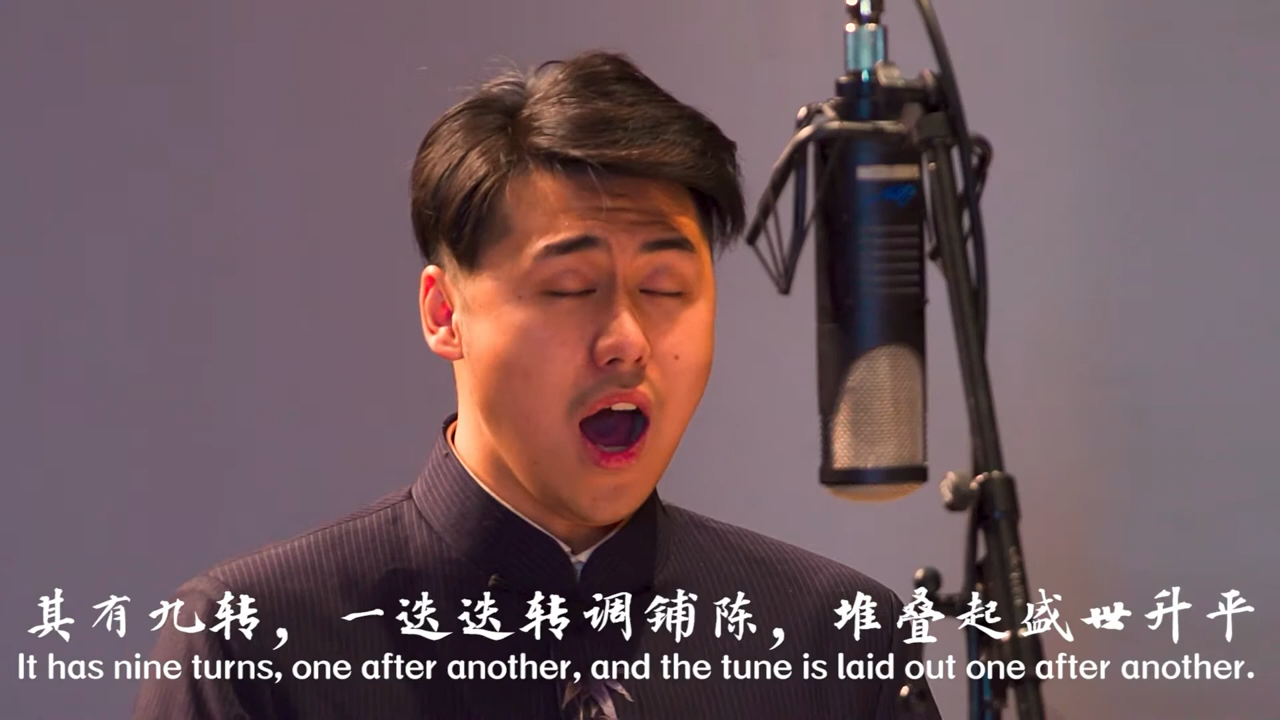 其有九转，一迭迭转调铺陈，堆叠起盛世升平
It has nine turns, one after another, and the tune is laid out one after another.